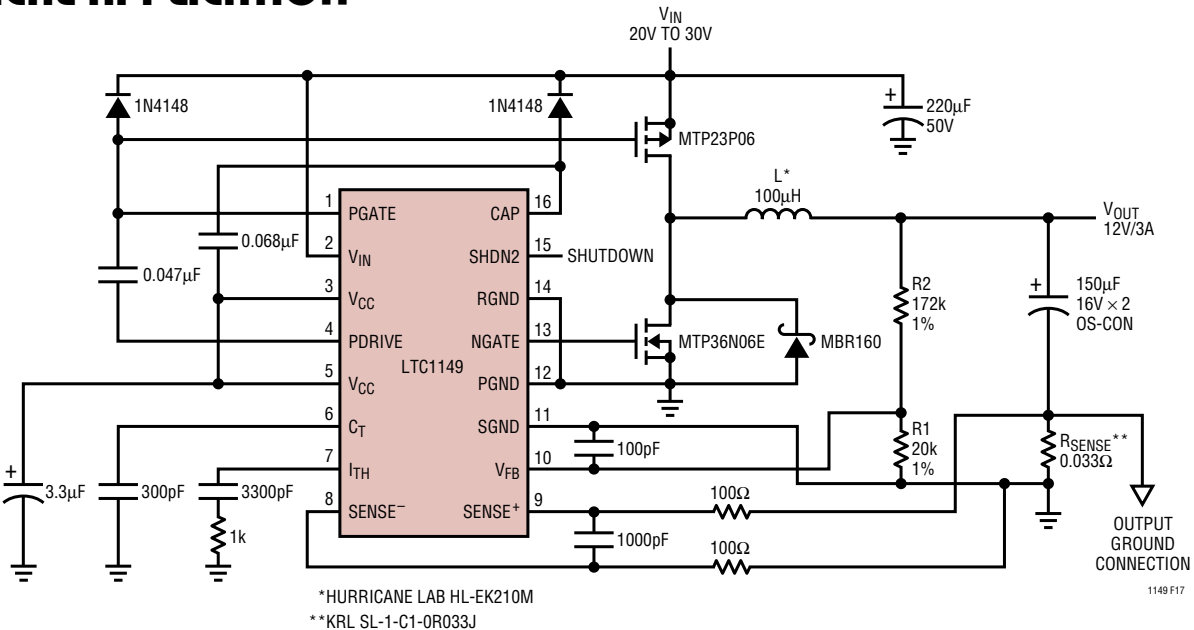 V_IN
20V TO 30V
1N4148
1N4148
+
220µF
50V
MTP23P06
L*
100µH
V_OUT
12V/3A
1 PGATE
CAP 16
0.068µF
2 V_IN
SHDN2 15 SHUTDOWN
0.047µF
3 V_CC
RGND 14
R2
172k
1%
+
150µF
16V × 2
OS-CON
4 PDRIVE
NGATE 13
MTP36N06E
MBR160
LTC1149
5 V_CC
PGND 12
6 C_T
SGND 11
100pF
R1
20k
1%
R_SENSE**
0.033Ω
7 I_TH
V_FB 10
+
3.3µF
300pF
3300pF
8 SENSE−
SENSE+ 9
100Ω
1k
1000pF
100Ω
OUTPUT
GROUND
CONNECTION
1149 F17
*HURRICANE LAB HL-EK210M
**KRL SL-1-C1-0R033J